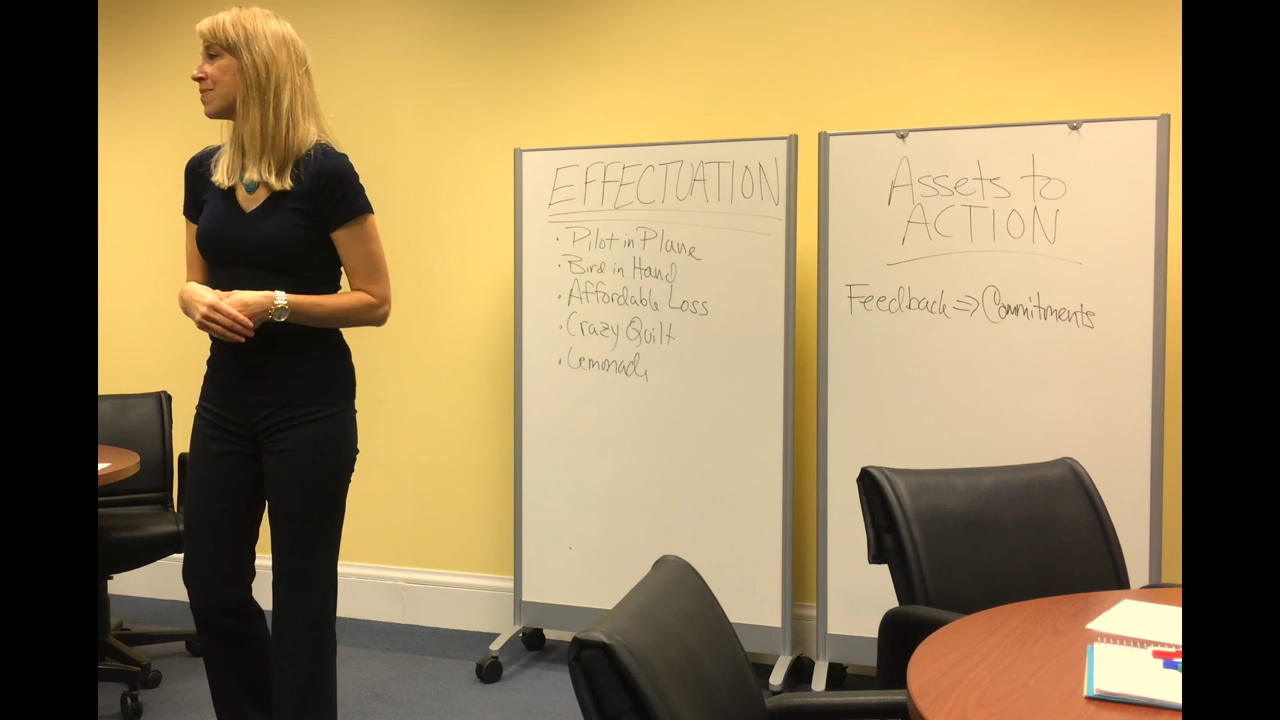 EFFECTUATION
· Pilot in Plane
· Bird in Hand
· Affordable Loss
· Crazy Quilt
· Lemonade
Assets to
ACTION
Feedback ⇒ Commitments